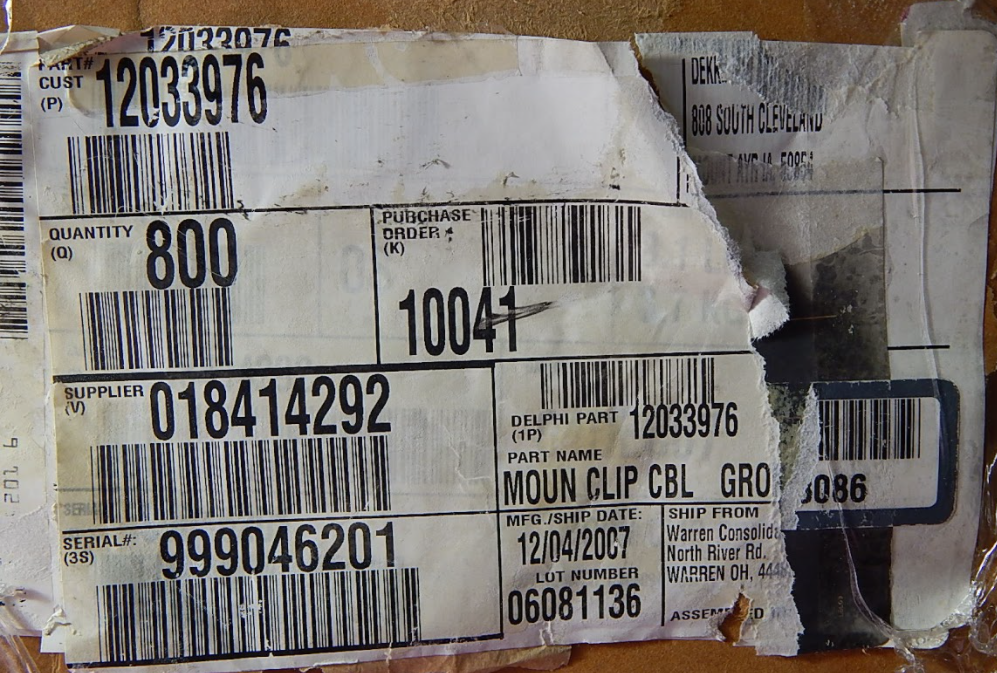 12033976
PART#
CUST
(P)
12033976
808 SOUTH CLEVELAND
QUANTITY
(Q)
800
PURCHASE
ORDER #
(K)
10041
SUPPLIER
(V)
018414292
DELPHI PART 12033976
(1P)
PART NAME
MOUN CLIP CBL GRO
086
SERIAL#:
(3S)
999046201
MFG./SHIP DATE:
12/04/2007
LOT NUMBER
06081136
SHIP FROM
Warren Consolid
North River Rd.
WARREN OH, 444